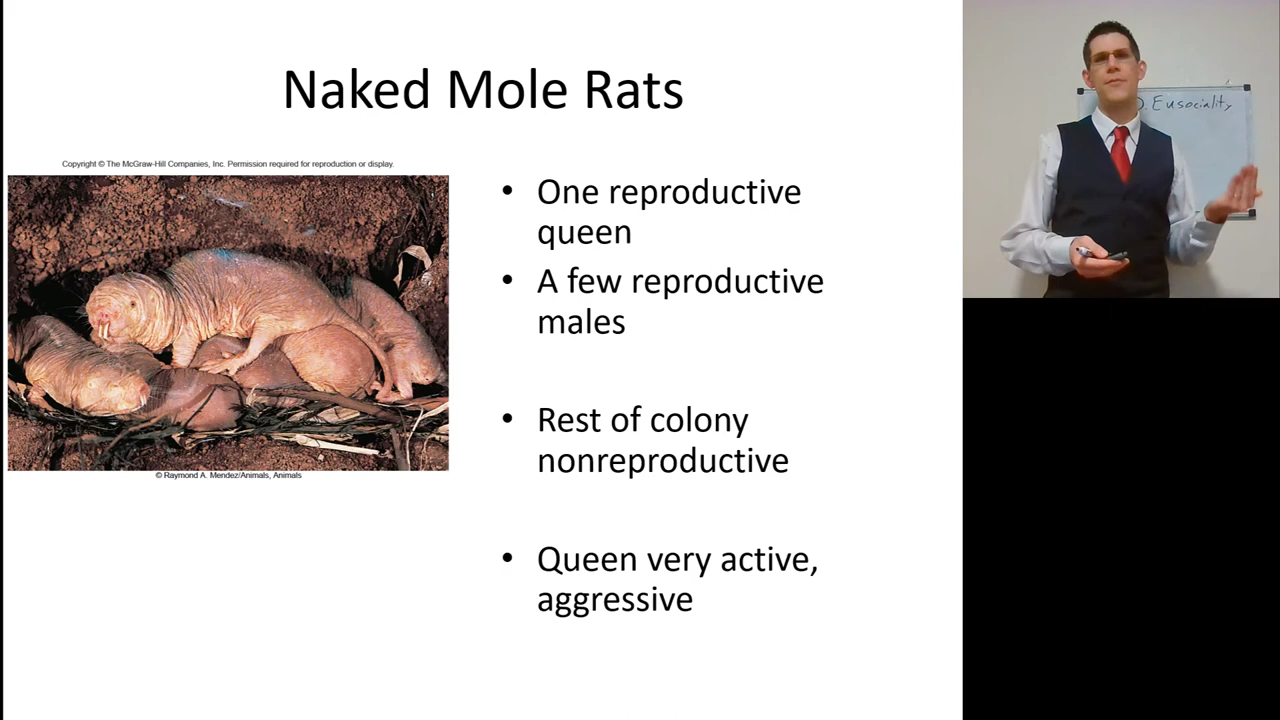 Naked Mole Rats
Copyright © The McGraw-Hill Companies, Inc. Permission required for reproduction or display.
© Raymond A. Mendez/Animals, Animals
• One reproductive
queen
• A few reproductive
males
• Rest of colony
nonreproductive
• Queen very active,
aggressive
D. Eusociality